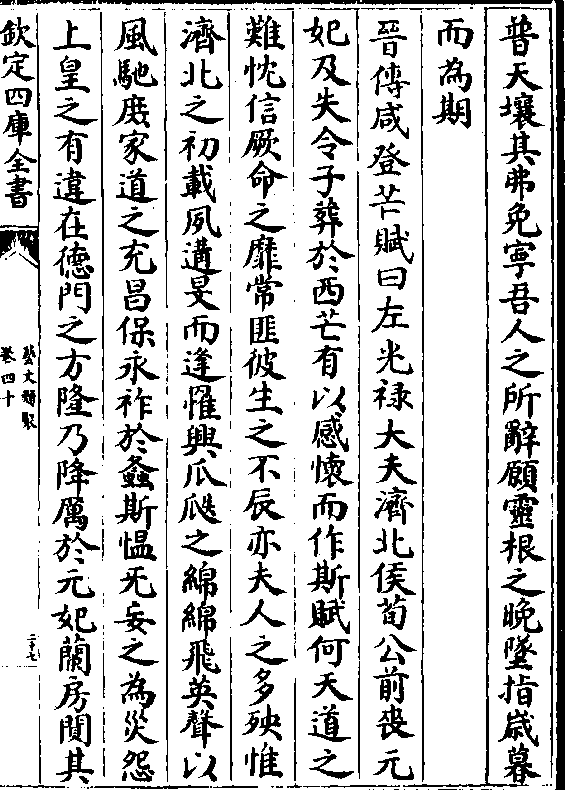 普天壤其弗免寧吾人之所辭願靈根之晚墜指歲暮
而為期
晉傅咸登芒賦曰左光祿大夫濟北侯荀公前喪元
妃及失令子葬於西芒有以感懷而作斯賦何天道之
難忱信厥命之靡常匪彼生之不辰亦夫人之多殃惟
濟北之初載夙遘旻而逢罹興瓜瓞之綿綿飛英聲以
風馳庶家道之充昌保永祚於螽斯愠旡妄之為災怨
上皇之有違在德門之方隆乃降厲於元妃蘭房閴其
欽定四庫全書
藝文類聚
卷四十
二十七